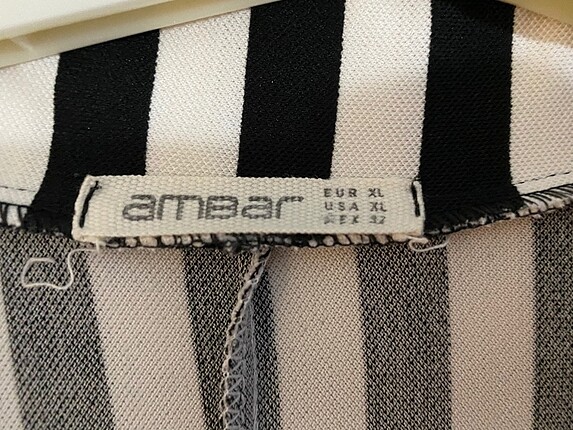 amBar
EUR XL
USA XL
MEX 32